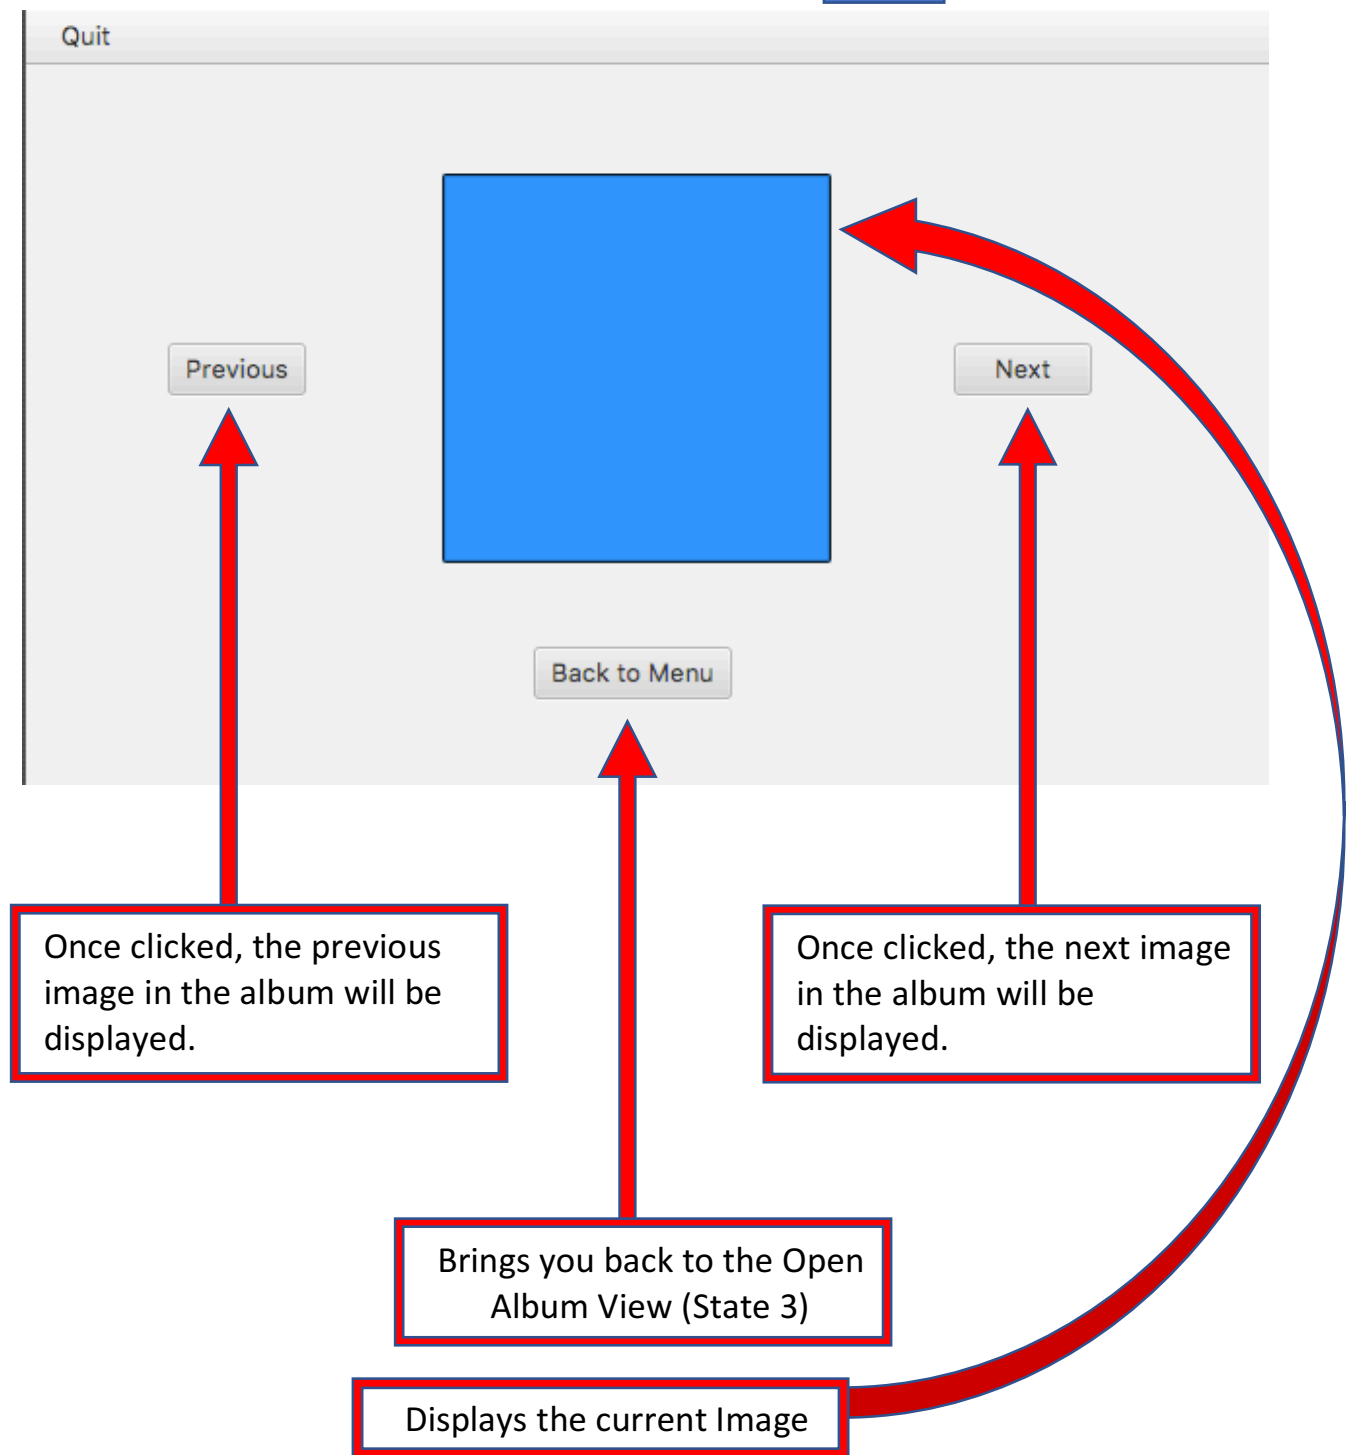 Quit
Previous
Next
Back to Menu
Once clicked, the previous
image in the album will be
displayed.
Once clicked, the next image
in the album will be
displayed.
Brings you back to the Open
Album View (State 3)
Displays the current Image